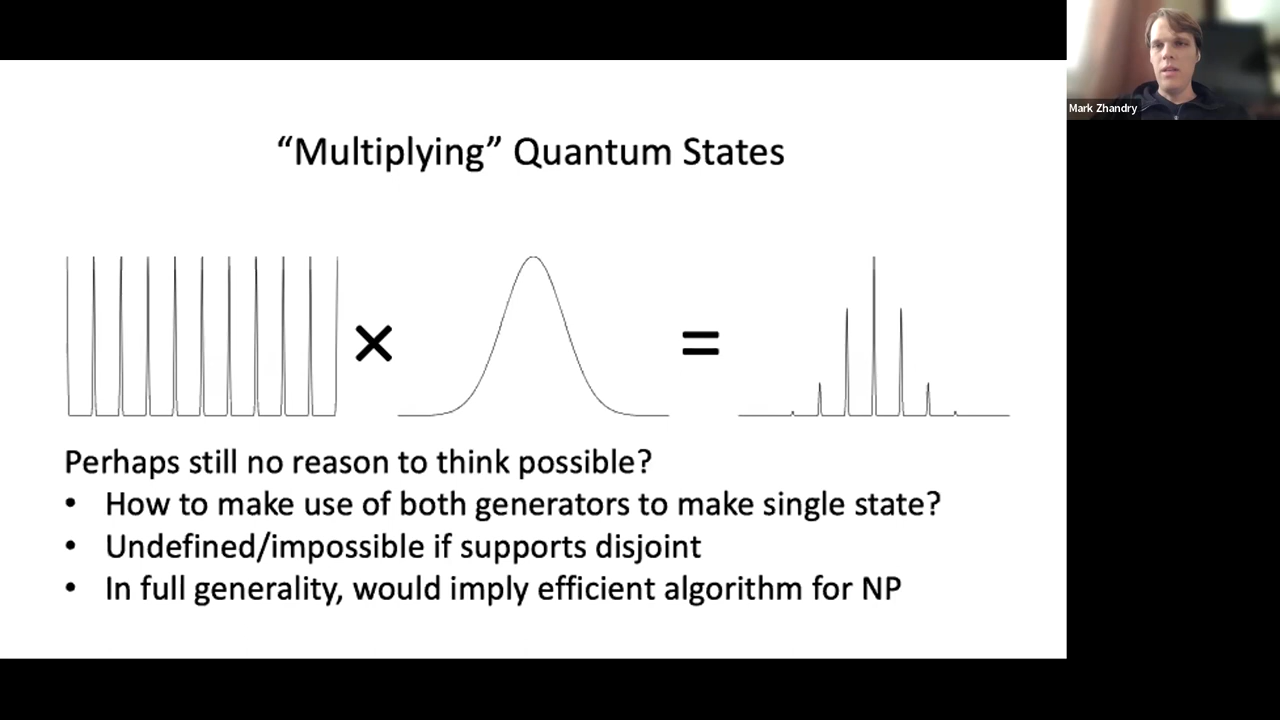 Mark Zhandry
“Multiplying” Quantum States
× =
Perhaps still no reason to think possible?
• How to make use of both generators to make single state?
• Undefined/impossible if supports disjoint
• In full generality, would imply efficient algorithm for NP